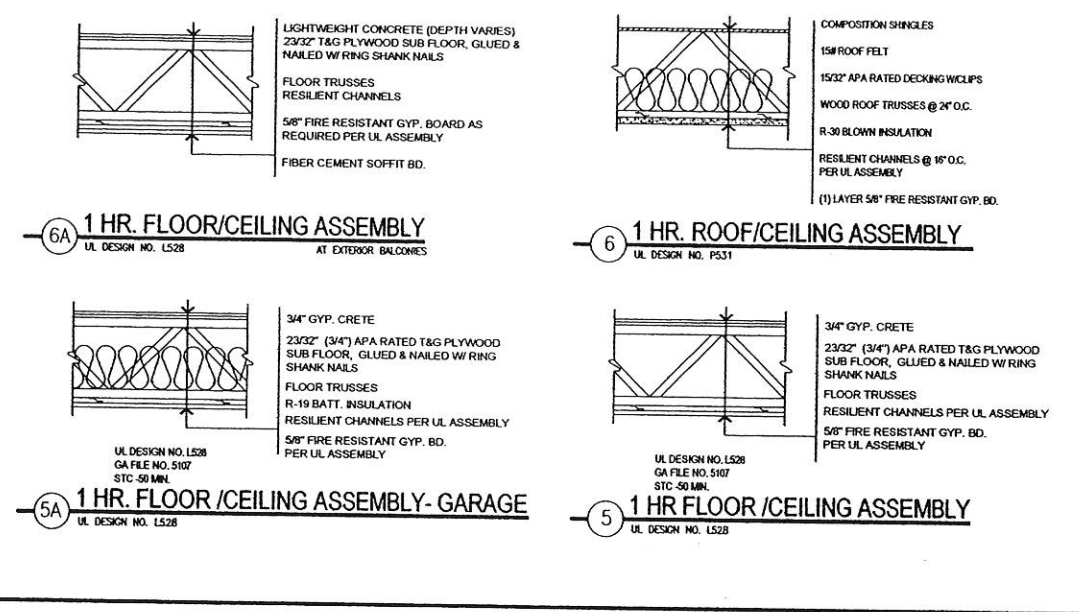 LIGHTWEIGHT CONCRETE (DEPTH VARIES)
23/32" T&G PLYWOOD SUB FLOOR, GLUED &
NAILED W/ RING SHANK NAILS
FLOOR TRUSSES
RESILIENT CHANNELS
5/8" FIRE RESISTANT GYP. BOARD AS
REQUIRED PER UL ASSEMBLY
FIBER CEMENT SOFFIT BD.
6A
1 HR. FLOOR/CEILING ASSEMBLY
UL DESIGN NO. L528
AT EXTERIOR BALCONIES
COMPOSITION SHINGLES
15# ROOF FELT
15/32" APA RATED DECKING W/CLIPS
WOOD ROOF TRUSSES @ 24" O.C.
R-30 BLOWN INSULATION
RESILIENT CHANNELS @ 16" O.C.
PER UL ASSEMBLY
(1) LAYER 5/8" FIRE RESISTANT GYP. BD.
6
1 HR. ROOF/CEILING ASSEMBLY
UL DESIGN NO. P531
3/4" GYP. CRETE
23/32" (3/4") APA RATED T&G PLYWOOD
SUB FLOOR, GLUED & NAILED W/ RING
SHANK NAILS
FLOOR TRUSSES
R-19 BATT. INSULATION
RESILIENT CHANNELS PER UL ASSEMBLY
5/8" FIRE RESISTANT GYP. BD.
PER UL ASSEMBLY
UL DESIGN NO. L528
GA FILE NO. 5107
STC -50 MIN.
5A
1 HR. FLOOR /CEILING ASSEMBLY- GARAGE
UL DESIGN NO. L528
3/4" GYP. CRETE
23/32" (3/4") APA RATED T&G PLYWOOD
SUB FLOOR, GLUED & NAILED W/ RING
SHANK NAILS
FLOOR TRUSSES
RESILIENT CHANNELS PER UL ASSEMBLY
5/8" FIRE RESISTANT GYP. BD.
PER UL ASSEMBLY
UL DESIGN NO. L528
GA FILE NO. 5107
STC -50 MIN.
5
1 HR FLOOR /CEILING ASSEMBLY
UL DESIGN NO. L528